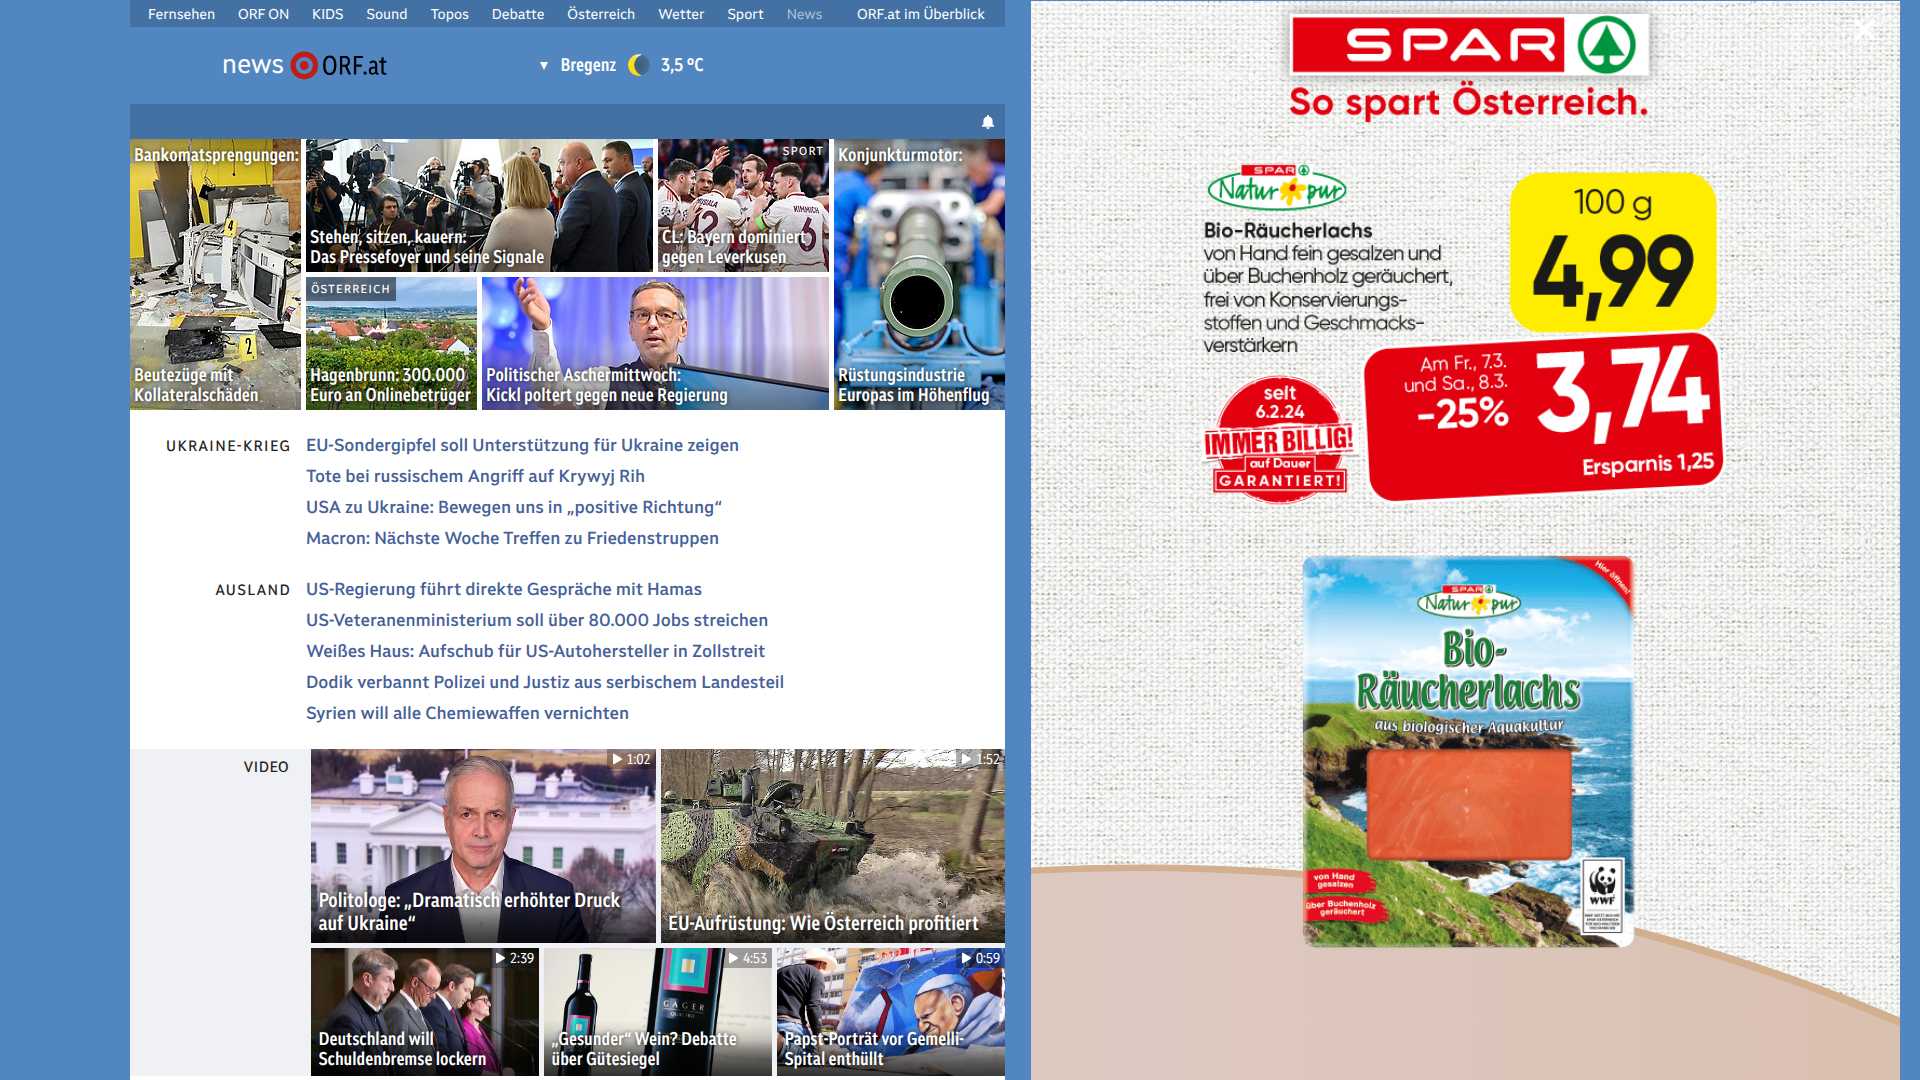 Fernsehen ORF ON KIDS Sound Topos Debatte Österreich Wetter Sport News ORF.at im Überblick
news ORF.at
Bregenz 3,5 °C
Bankomatsprengungen:
Beutezüge mit
Kollateralschäden
Stehen, sitzen, kauern:
Das Pressefoyer und seine Signale
SPORT
CL: Bayern dominiert
gegen Leverkusen
Konjunkturmotor:
Rüstungsindustrie
Europas im Höhenflug
ÖSTERREICH
Hagenbrunn: 300.000
Euro an Onlinebetrüger
Politischer Aschermittwoch:
Kickl poltert gegen neue Regierung
UKRAINE-KRIEG
EU-Sondergipfel soll Unterstützung für Ukraine zeigen
Tote bei russischem Angriff auf Krywyj Rih
USA zu Ukraine: Bewegen uns in „positive Richtung“
Macron: Nächste Woche Treffen zu Friedenstruppen
AUSLAND
US-Regierung führt direkte Gespräche mit Hamas
US-Veteranenministerium soll über 80.000 Jobs streichen
Weißes Haus: Aufschub für US-Autohersteller in Zollstreit
Dodik verbannt Polizei und Justiz aus serbischem Landesteil
Syrien will alle Chemiewaffen vernichten
VIDEO
1:02
Politologe: „Dramatisch erhöhter Druck
auf Ukraine“
1:52
EU-Aufrüstung: Wie Österreich profitiert
2:39
Deutschland will
Schuldenbremse lockern
4:53
GAGER
„Gesunder“ Wein? Debatte
über Gütesiegel
0:59
Papst-Porträt vor Gemelli-
Spital enthüllt
SPAR
So spart Österreich.
SPAR
Natur pur
Bio-Räucherlachs
von Hand fein gesalzen und
über Buchenholz geräuchert,
frei von Konservierungs-
stoffen und Geschmacks-
verstärkern
100 g
4,99
Am Fr., 7.3.
und Sa., 8.3.
-25%
3,74
Ersparnis 1,25
seit
6.2.24
IMMER BILLIG!
auf Dauer
GARANTIERT!
Hier öffnen!
SPAR
Natur pur
Bio-
Räucherlachs
aus biologischer Aquakultur
von Hand
gesalzen
über Buchenholz
geräuchert
WWF